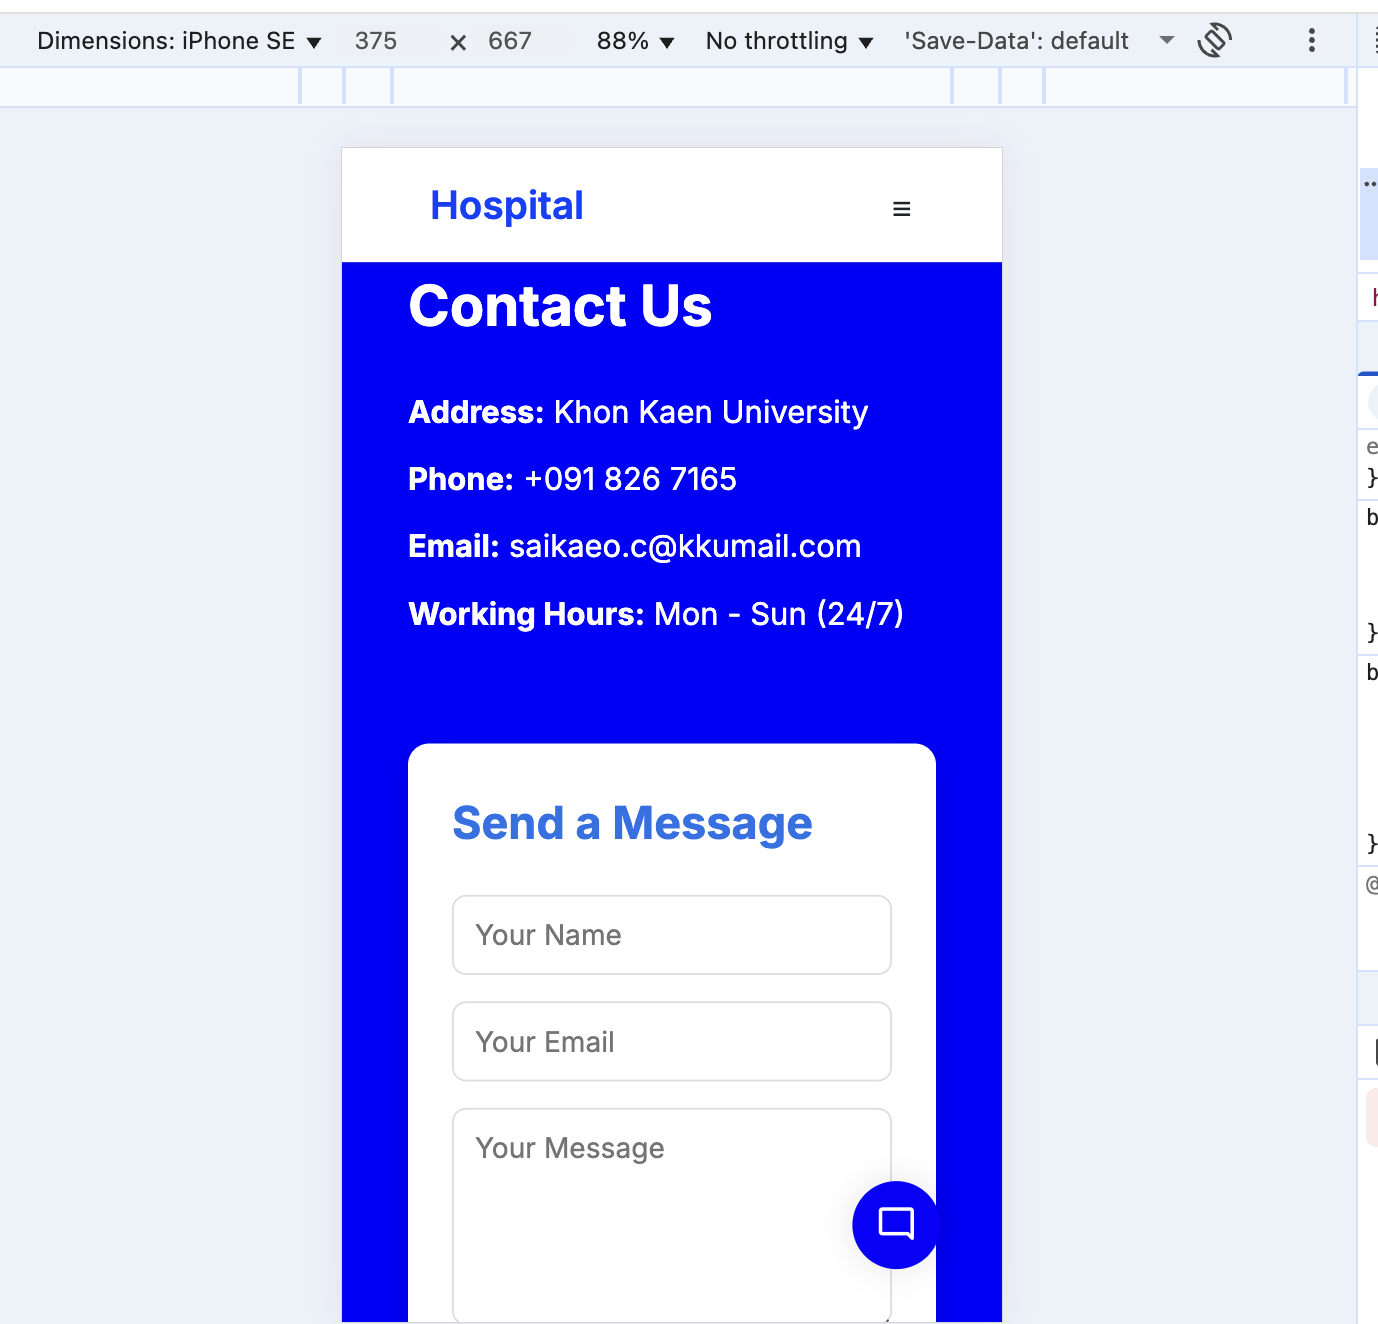 Dimensions: iPhone SE 375 × 667 88% No throttling 'Save-Data': default
Hospital
Contact Us
Address: Khon Kaen University
Phone: +091 826 7165
Email: saikaeo.c@kkumail.com
Working Hours: Mon - Sun (24/7)
Send a Message
Your Name
Your Email
Your Message
e
}
b
}
b
}
@